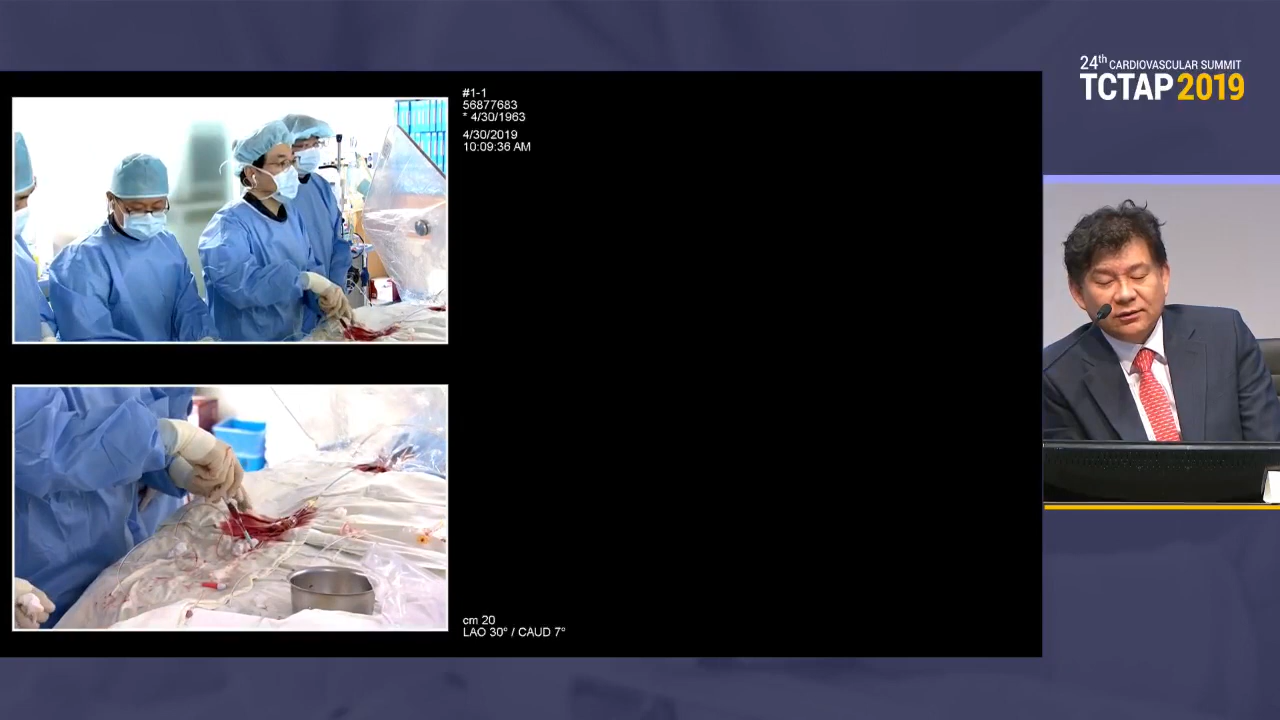 #1-1
56877683
* 4/30/1963
4/30/2019
10:09:36 AM
cm 20
LAO 30° / CAUD 7°
24th CARDIOVASCULAR SUMMIT
TCTAP 2019